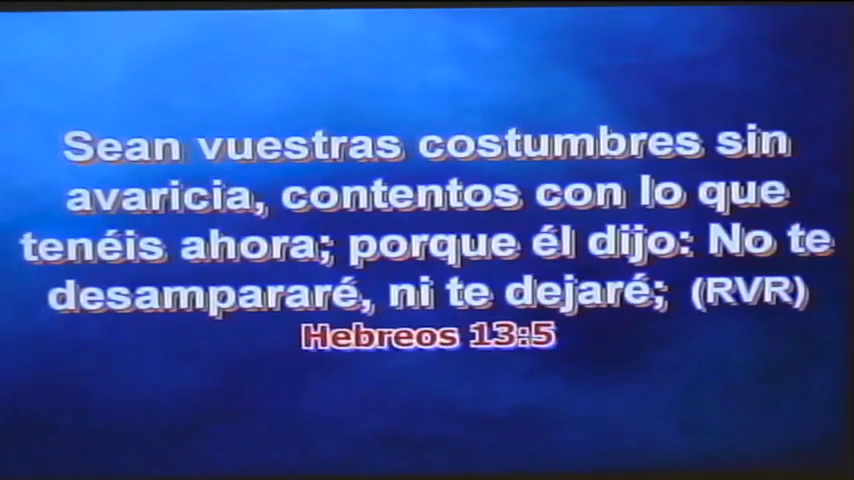 Sean vuestras costumbres sin
avaricia, contentos con lo que
tenéis ahora; porque él dijo: No te
desampararé, ni te dejaré; (RVR)
Hebreos 13:5